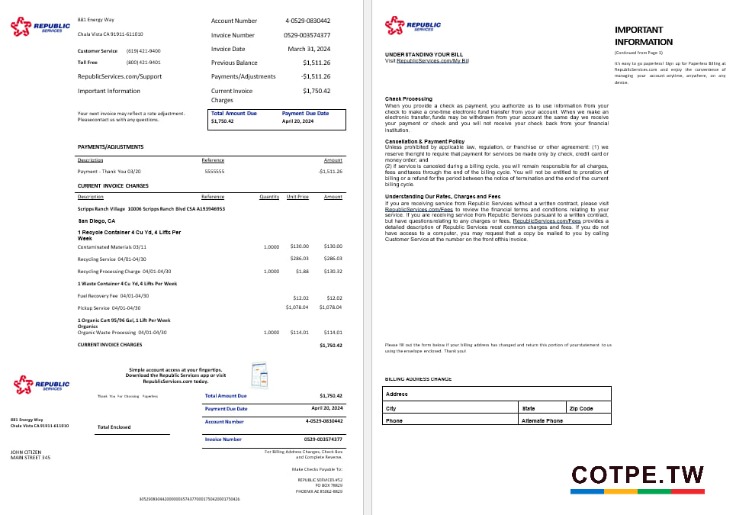 REPUBLIC SERVICES
881 Energy Way
Chula Vista CA 91911-611010
Customer Service (619) 421-9400
Toll Free (800) 421-9401
RepublicServices.com/Support
Important Information
Your next invoice may reflect a rate adjustment.
Please contact us with any questions.
Account Number 4-0529-0830442
Invoice Number 0529-003574377
Invoice Date March 31, 2024
Previous Balance $1,511.26
Payments/Adjustments -$1,511.26
Current Invoice Charges $1,750.42
Total Amount Due Payment Due Date
$1,750.42 April 20, 2024
PAYMENTS/ADJUSTMENTS
Description Reference Amount
Payment - Thank You 03/20 5555555 -$1,511.26
CURRENT INVOICE CHARGES
Description Reference Quantity Unit Price Amount
Scripps Ranch Village 10006 Scripps Ranch Blvd CSA
San Diego, CA
1 Recycle Container 4 Cu Yd, 4 Lifts Per
Week
Contaminated Materials 03/11 1.0000 $130.00 $130.00
Recycling Service 04/01-04/30 $286.03 $286.03
Recycling Processing Charge 04/01-04/30 1.0000 $1.88 $130.32
1 Waste Container 4 Cu Yd, 4 Lifts Per Week
Fuel Recovery Fee 04/01-04/30 $12.02 $12.02
Pickup Service 04/01-04/30 $1,078.04 $1,078.04
1 Organic Cart 95/96 Gal, 1 Lift Per Week
Organics
Organic Waste Processing 04/01-04/30 1.0000 $114.01 $114.01
CURRENT INVOICE CHARGES $1,750.42
Simple account access at your fingertips.
Download the Republic Services app or visit
RepublicServices.com today.
REPUBLIC SERVICES
881 Energy Way
Chula Vista CA 91911-611010
JOHN CITIZEN
MAIN STREET 345
Thank You For Choosing Paperless
Total Enclosed
Total Amount Due $1,750.42
Payment Due Date April 20, 2024
Account Number 4-0529-0830442
Invoice Number 0529-003574377
For Billing Address Changes, Check Box
and Complete Reverse.
Make Checks Payable To:
REPUBLIC SERVICES #52
PO BOX 78829
PHOENIX AZ 85062-8829
REPUBLIC SERVICES
UNDERSTANDING YOUR BILL
Visit RepublicServices.com/My Bill
IMPORTANT
INFORMATION
(Continued from Page 1)
It's easy to go paperless! Sign up for Paperless Billing at
RepublicServices.com and enjoy the convenience of
managing your account anytime, anywhere, on any
device.
Check Processing
When you provide a check as payment, you authorize us to use information from your
check to make a one-time electronic fund transfer from your account. When we make an
electronic transfer, funds may be withdrawn from your account the same day we receive
your payment or check and you will not receive your check back from your financial
institution.
Cancellation & Payment Policy
Unless prohibited by applicable law, regulation, or franchise or other agreement: (1) we
reserve the right to require that payment for services be made only by check, credit card or
money order; and
(2) if service is canceled during a billing cycle, you will remain responsible for all charges,
fees and taxes through the end of the billing cycle. You will not be entitled to proration of
billing or a refund for the period between the notice of termination and the end of the current
billing cycle.
Understanding Our Rates, Charges and Fees
If you are receiving service from Republic Services without a written contract, please visit
RepublicServices.com/Fees to review the financial terms and conditions relating to your
service. If you are receiving service from Republic Services pursuant to a written contract,
but have questions relating to any charges or fees, RepublicServices.com/Fees provides a
detailed description of Republic Services most common charges and fees. If you do not
have access to a computer, you may request that a copy be mailed to you by calling
Customer Service at the number on the front of this invoice.
Please fill out the form below if your billing address has changed and return this portion of your statement to us
using the envelope enclosed. Thank you!
BILLING ADDRESS CHANGE
Address
City State Zip Code
Phone Alternate Phone
COTPE.TW